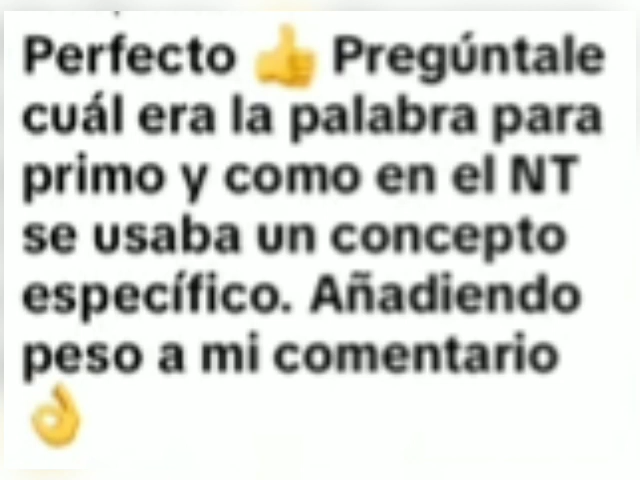 Perfecto 👍 Pregúntale
cuál era la palabra para
primo y como en el NT
se usaba un concepto
específico. Añadiendo
peso a mi comentario
👌